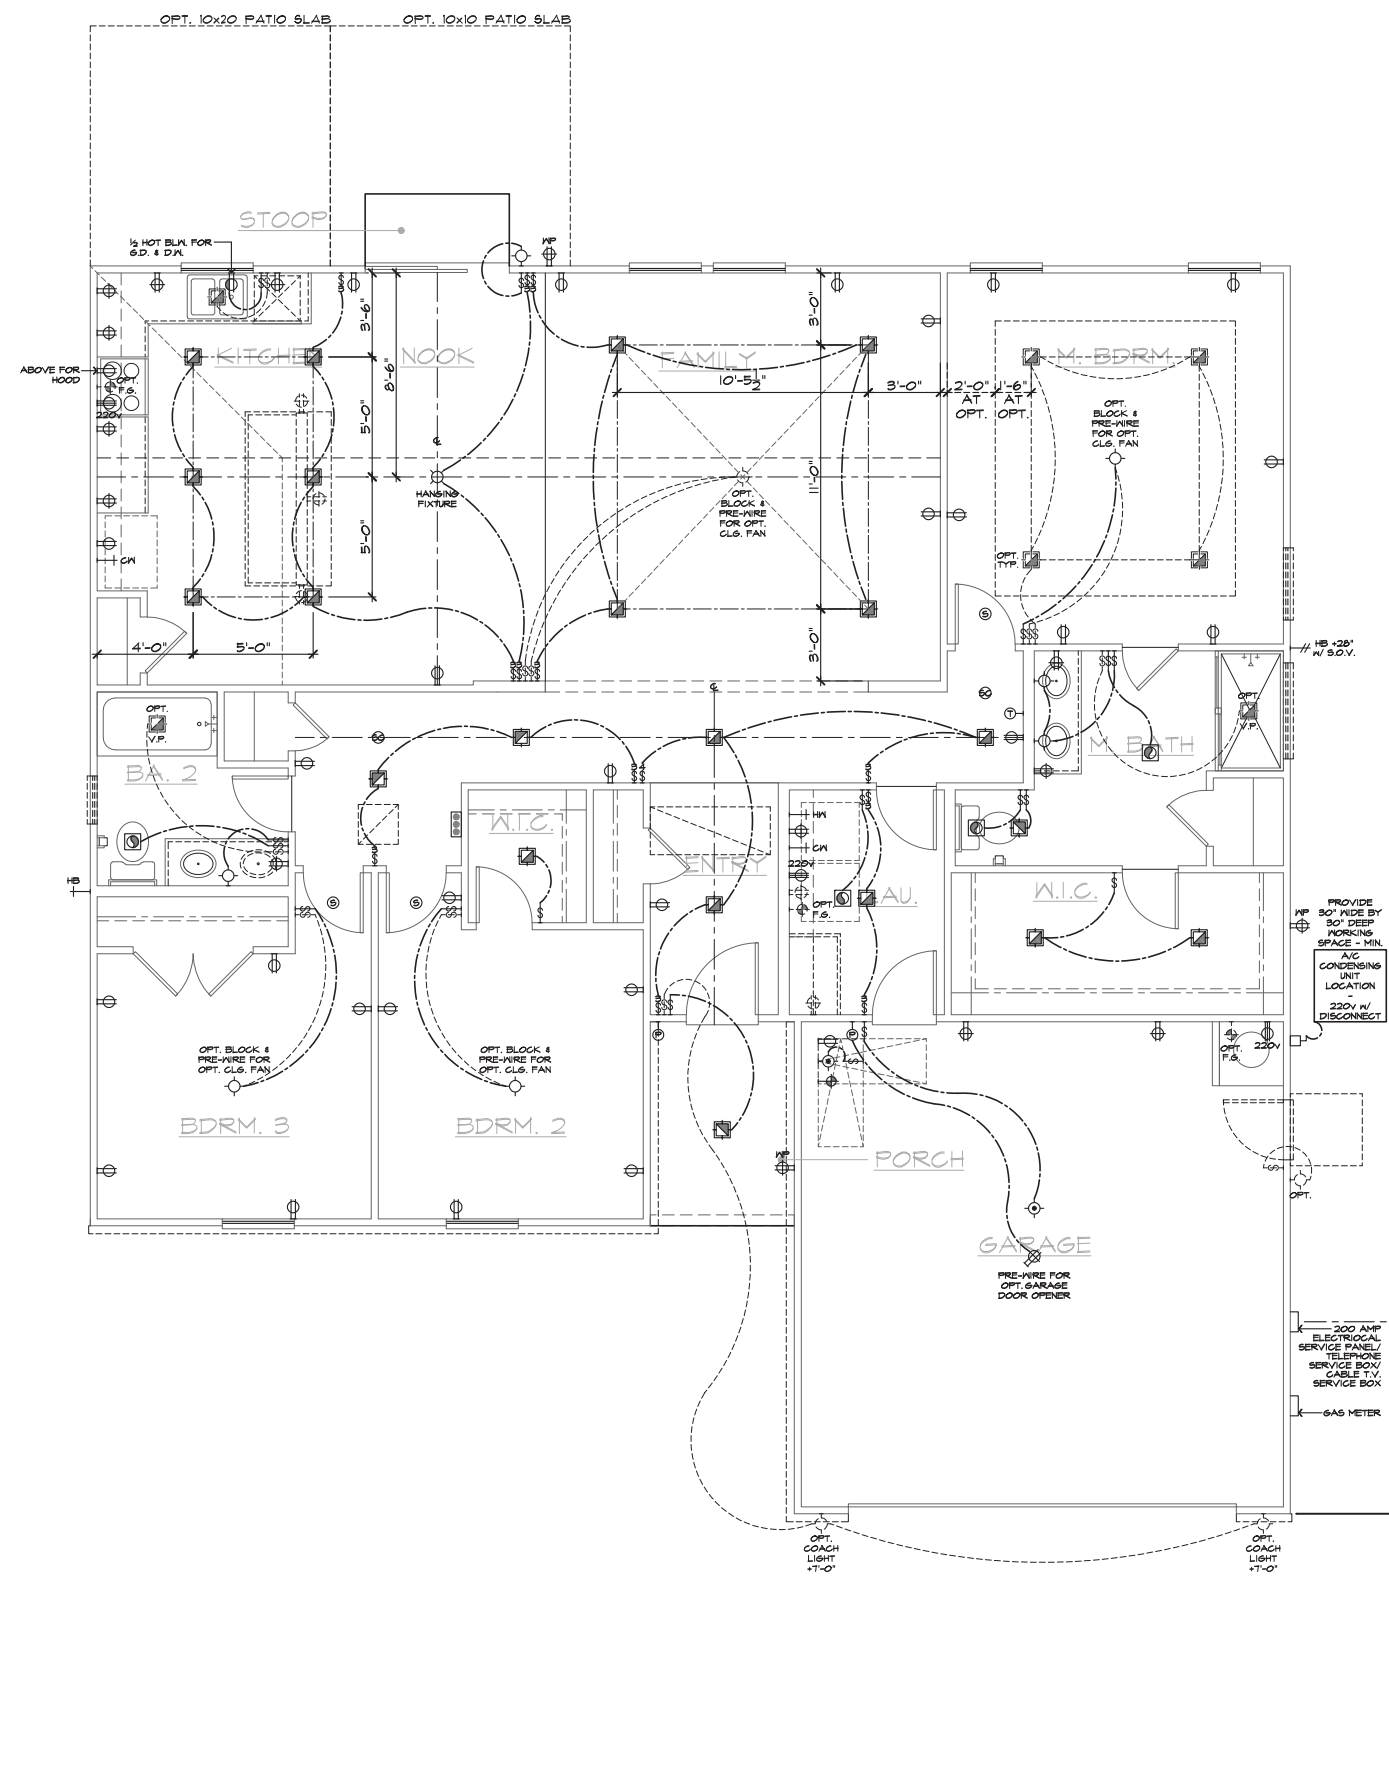 OPT. 10x20 PATIO SLAB
OPT. 10x10 PATIO SLAB
STOOP
½ HOT BLW. FOR
G.D. & D.W.
WP
3'-6"
8'-6"
3'-0"
KITCHE
NOOK
FAMILY
M. BDRM.
ABOVE FOR
HOOD
OPT.
F.G.
220v
10'-5½"
3'-0"
2'-0"
AT
OPT.
1'-6"
AT
OPT.
OPT.
BLOCK &
PRE-WIRE
FOR OPT.
CLG. FAN
5'-0"
℄
HANGING
FIXTURE
11'-0"
OPT.
BLOCK &
PRE-WIRE
FOR OPT.
CLG. FAN
5'-0"
CW
OPT.
TYP.
S
4'-0"
5'-0"
3'-0"
HB +28"
W/ S.O.V.
℄
OPT.
V.P.
OPT.
V.P.
T
BA. 2
M. BATH
W.I.C.
HW
CW
220v
ENTRY
OPT.
F.G.
AU.
W.I.C.
HB
S
S
WP
PROVIDE
30" WIDE BY
30" DEEP
WORKING
SPACE - MIN.
A/C
CONDENSING
UNIT
LOCATION
-
220v W/
DISCONNECT
P
P
OPT.
F.G.
220v
OPT. BLOCK &
PRE-WIRE FOR
OPT. CLG. FAN
OPT. BLOCK &
PRE-WIRE FOR
OPT. CLG. FAN
BDRM. 3
BDRM. 2
WP
PORCH
OPT.
GARAGE
PRE-WIRE FOR
OPT. GARAGE
DOOR OPENER
200 AMP
ELECTRIOCAL
SERVICE PANEL/
TELEPHONE
SERVICE BOX/
CABLE T.V.
SERVICE BOX
GAS METER
OPT.
COACH
LIGHT
+7'-0"
OPT.
COACH
LIGHT
+7'-0"